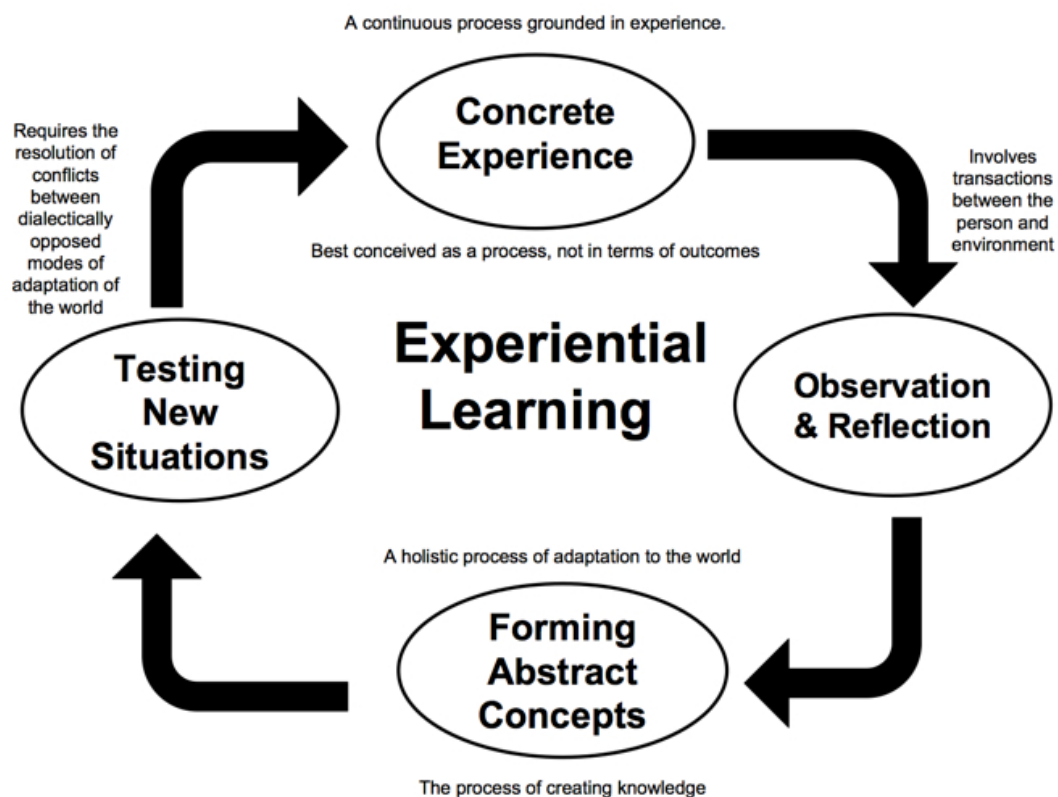 A continuous process grounded in experience.
Concrete
Experience
Best conceived as a process, not in terms of outcomes
Requires the
resolution of
conflicts
between
dialectically
opposed
modes of
adaptation of
the world
Involves
transactions
between the
person and
environment
Experiential
Learning
Testing
New
Situations
Observation
& Reflection
A holistic process of adaptation to the world
Forming
Abstract
Concepts
The process of creating knowledge